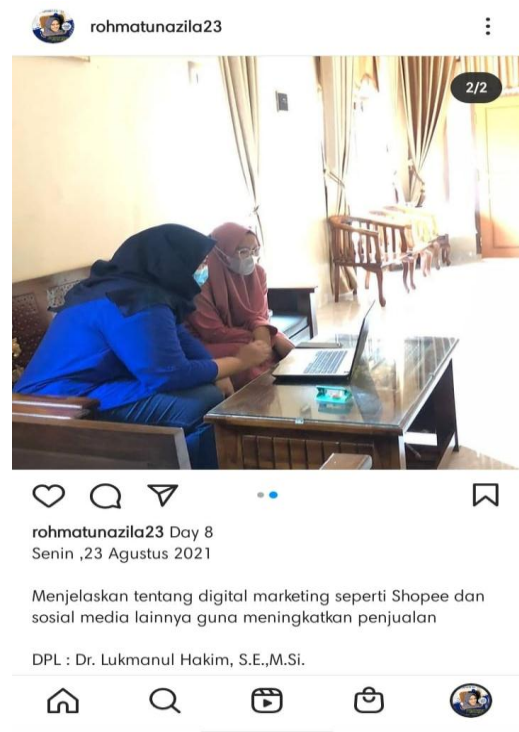 rohmatunazila23
2/2
rohmatunazila23 Day 8
Senin ,23 Agustus 2021
Menjelaskan tentang digital marketing seperti Shopee dan
sosial media lainnya guna meningkatkan penjualan
DPL : Dr. Lukmanul Hakim, S.E.,M.Si.